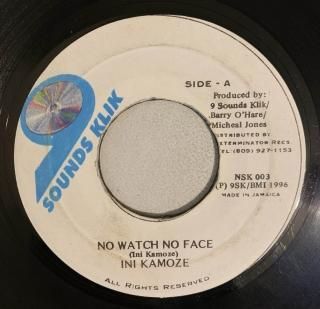 9 SOUNDS KLIK
SIDE - A
Produced by:
9 Sounds Klik/
Barry O'Hare/
Micheal Jones
DISTRIBUTED BY
EXTERMINATOR RECS.
Tel: (809) 927-1153
NSK 003
(P) 9SK/BMI 1996
MADE IN JAMAICA
NO WATCH NO FACE
(Ini Kamoze)
INI KAMOZE
ALL RIGHTS RESERVED